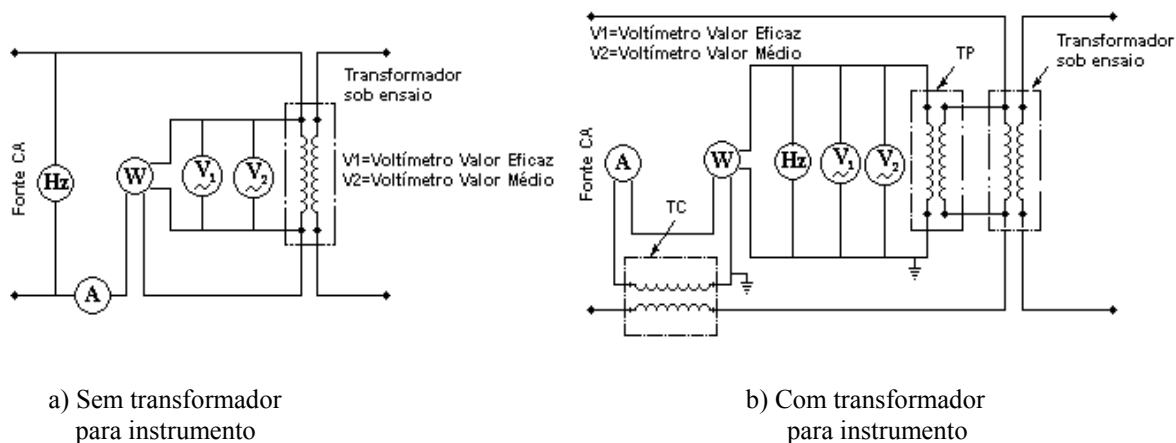 Transformador
sob ensaio
Fonte CA
Hz
W
V1
V2
V1=Voltímetro Valor Eficaz
V2=Voltímetro Valor Médio
A
a) Sem transformador
para instrumento
V1=Voltímetro Valor Eficaz
V2=Voltímetro Valor Médio
TP
Transformador
sob ensaio
Fonte CA
A
W
Hz
V1
V2
TC
b) Com transformador
para instrumento